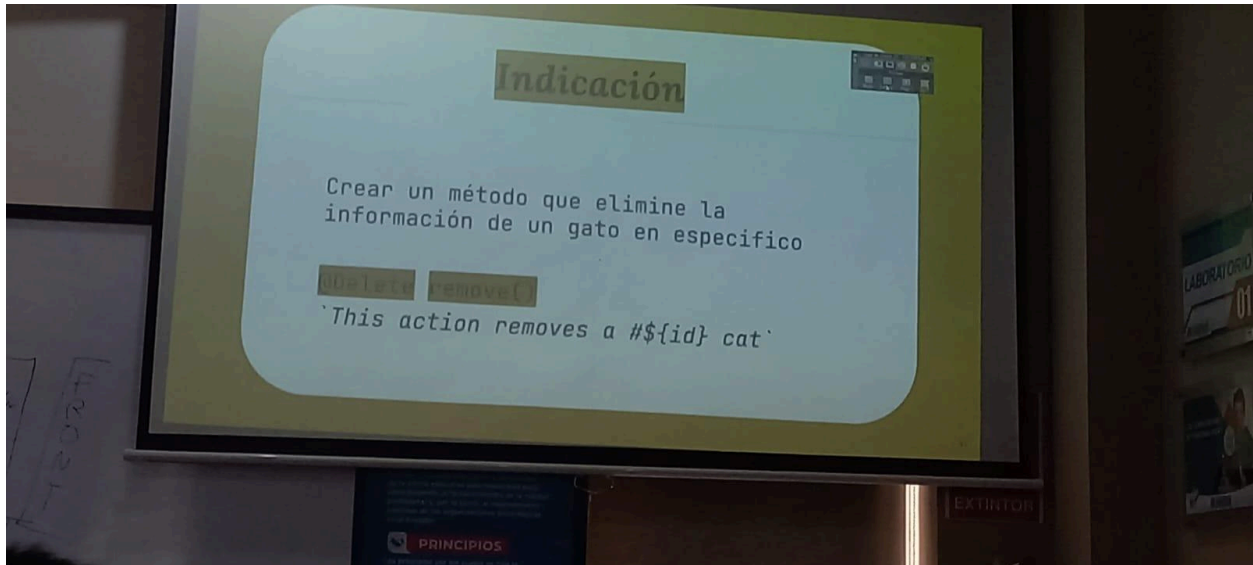 Indicación
Crear un método que elimine la
información de un gato en especifico
@Delete remove()
`This action removes a #${id} cat`
LABORATORIO
01
EXTINTOR
PRINCIPIOS